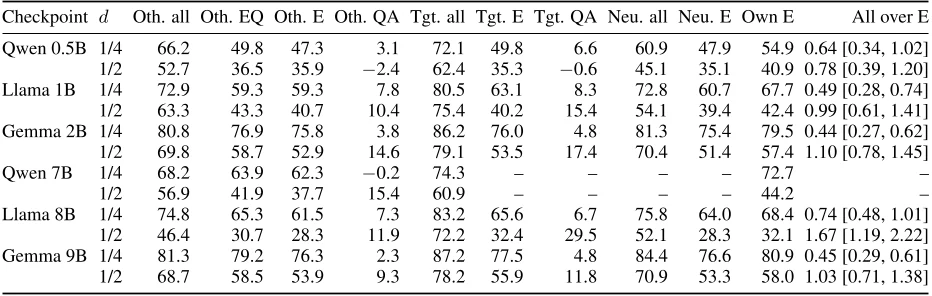 Checkpoint d Oth. all Oth. EQ Oth. E Oth. QA Tgt. all Tgt. E Tgt. QA Neu. all Neu. E Own E All over E
Qwen 0.5B 1/4 66.2 49.8 47.3 3.1 72.1 49.8 6.6 60.9 47.9 54.9 0.64 [0.34, 1.02]
1/2 52.7 36.5 35.9 −2.4 62.4 35.3 −0.6 45.1 35.1 40.9 0.78 [0.39, 1.20]
Llama 1B 1/4 72.9 59.3 59.3 7.8 80.5 63.1 8.3 72.8 60.7 67.7 0.49 [0.28, 0.74]
1/2 63.3 43.3 40.7 10.4 75.4 40.2 15.4 54.1 39.4 42.4 0.99 [0.61, 1.41]
Gemma 2B 1/4 80.8 76.9 75.8 3.8 86.2 76.0 4.8 81.3 75.4 79.5 0.44 [0.27, 0.62]
1/2 69.8 58.7 52.9 14.6 79.1 53.5 17.4 70.4 51.4 57.4 1.10 [0.78, 1.45]
Qwen 7B 1/4 68.2 63.9 62.3 −0.2 74.3 – – – – 72.7 –
1/2 56.9 41.9 37.7 15.4 60.9 – – – – 44.2 –
Llama 8B 1/4 74.8 65.3 61.5 7.3 83.2 65.6 6.7 75.8 64.0 68.4 0.74 [0.48, 1.01]
1/2 46.4 30.7 28.3 11.9 72.2 32.4 29.5 52.1 28.3 32.1 1.67 [1.19, 2.22]
Gemma 9B 1/4 81.3 79.2 76.3 2.3 87.2 77.5 4.8 84.4 76.6 80.9 0.45 [0.29, 0.61]
1/2 68.7 58.5 53.9 9.3 78.2 55.9 11.8 70.9 53.3 58.0 1.03 [0.71, 1.38]